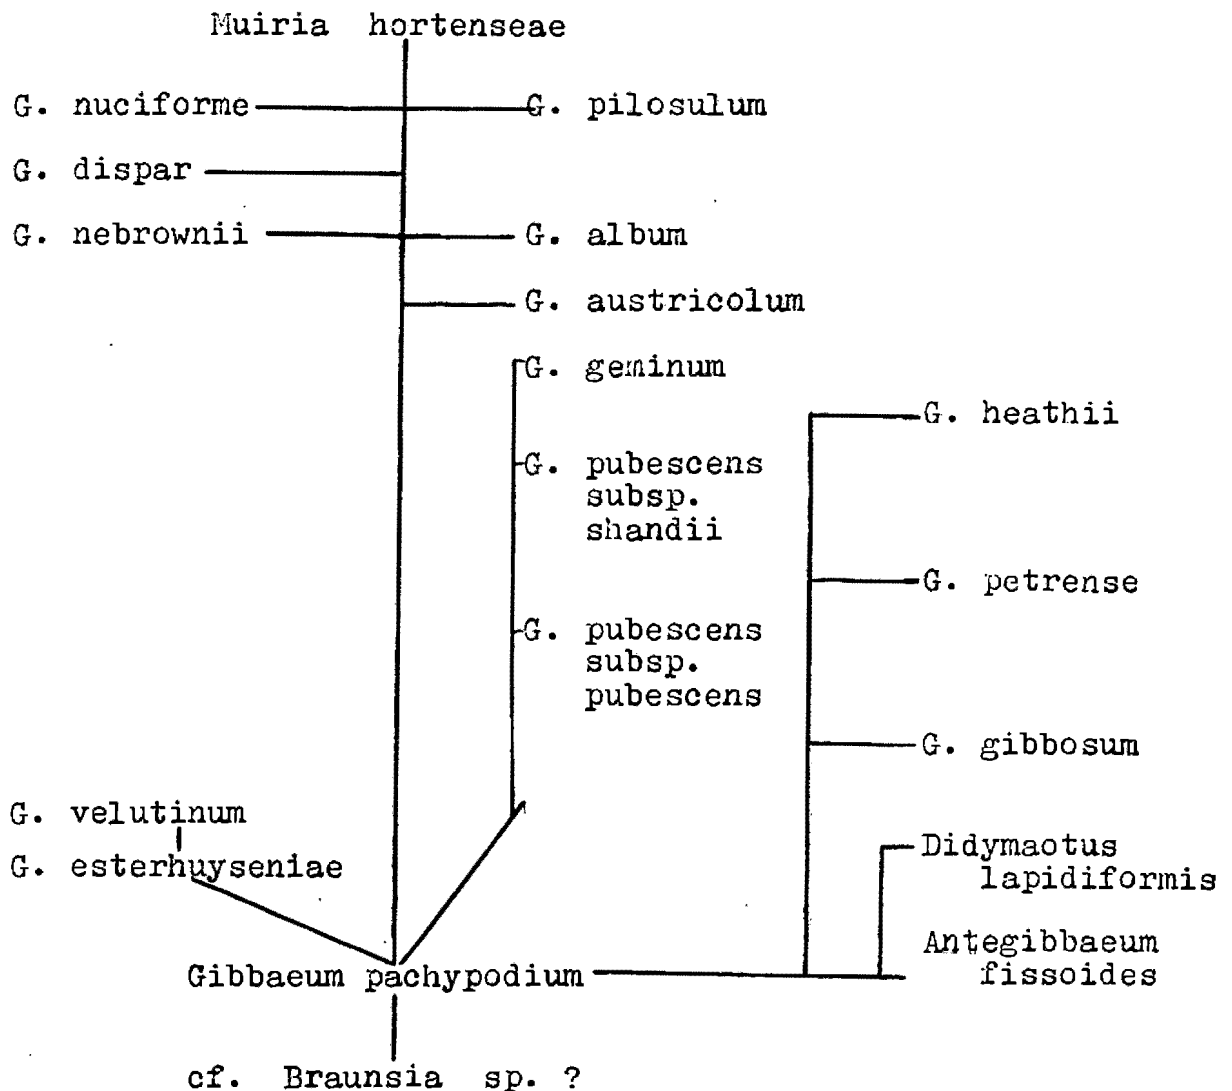 Muiria hortenseae
G. nuciforme
G. pilosulum
G. dispar
G. nebrownii
G. album
G. austricolum
G. geminum
G. heathii
G. pubescens
subsp.
shandii
G. petrense
G. pubescens
subsp.
pubescens
G. gibbosum
G. velutinum
G. esterhuyseniae
Didymaotus
lapidiformis
Antegibbaeum
fissoides
Gibbaeum pachypodium
cf. Braunsia sp. ?